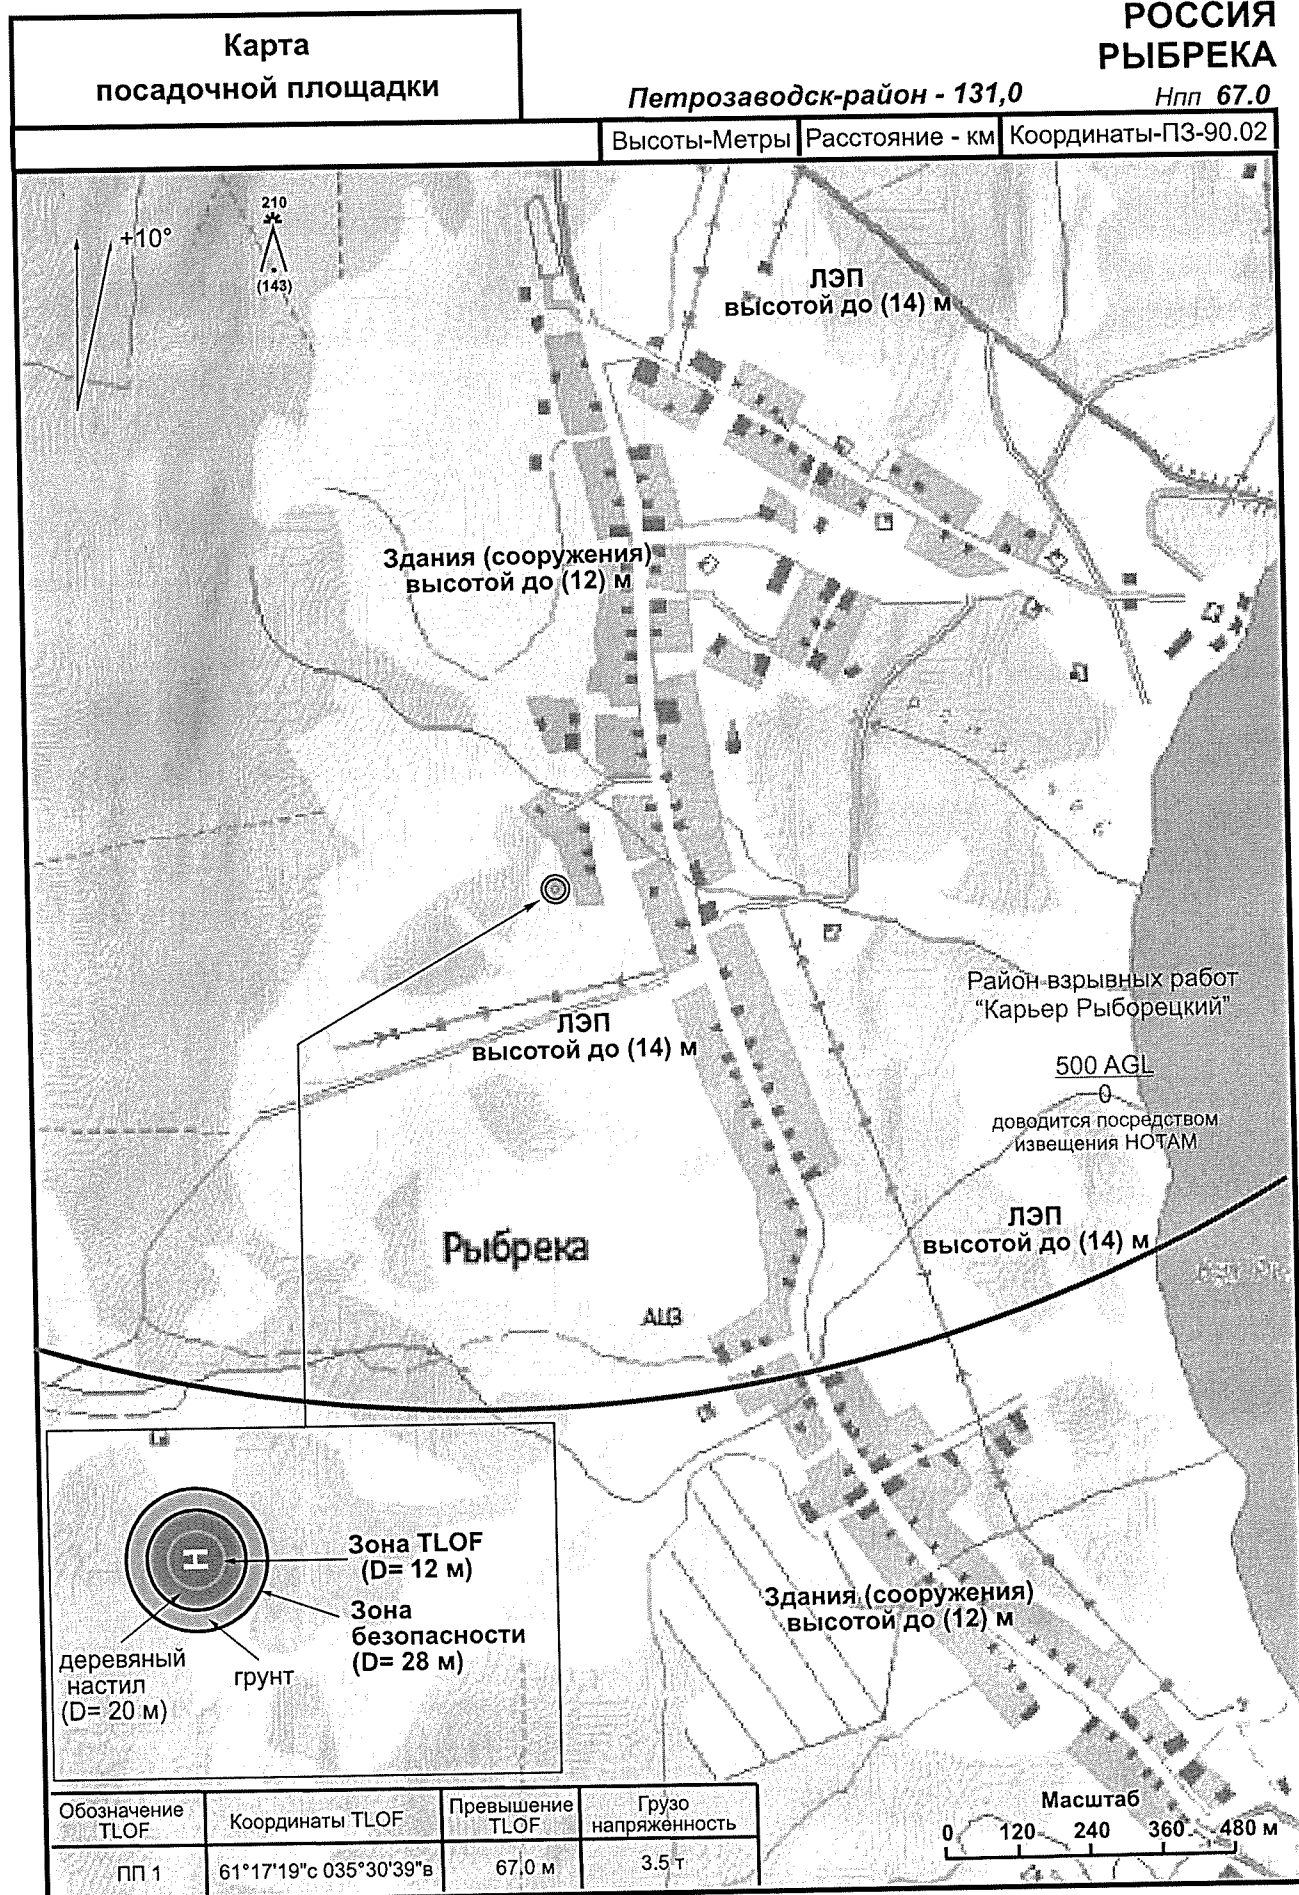 Карта
посадочной площадки
РОССИЯ
РЫБРЕКА
Петрозаводск-район - 131,0
Нпп 67.0
Высоты-Метры
Расстояние - км
Координаты-ПЗ-90.02
+10°
210
(143)
ЛЭП
высотой до (14) м
Здания (сооружения)
высотой до (12) м
Район взрывных работ
“Карьер Рыборецкий”
500 AGL
0
доводится посредством
извещения НОТАМ
ЛЭП
высотой до (14) м
ЛЭП
высотой до (14) м
Рыбрека
АЦЗ
H
Зона TLOF
(D= 12 м)
Зона
безопасности
(D= 28 м)
деревяный
настил
(D= 20 м)
грунт
Здания (сооружения)
высотой до (12) м
Масштаб
0 120 240 360 480 м
Обозначение
TLOF
Координаты TLOF
Превышение
TLOF
Грузо
напряженность
ПП 1
61°17'19"с 035°30'39"в
67.0 м
3.5 т